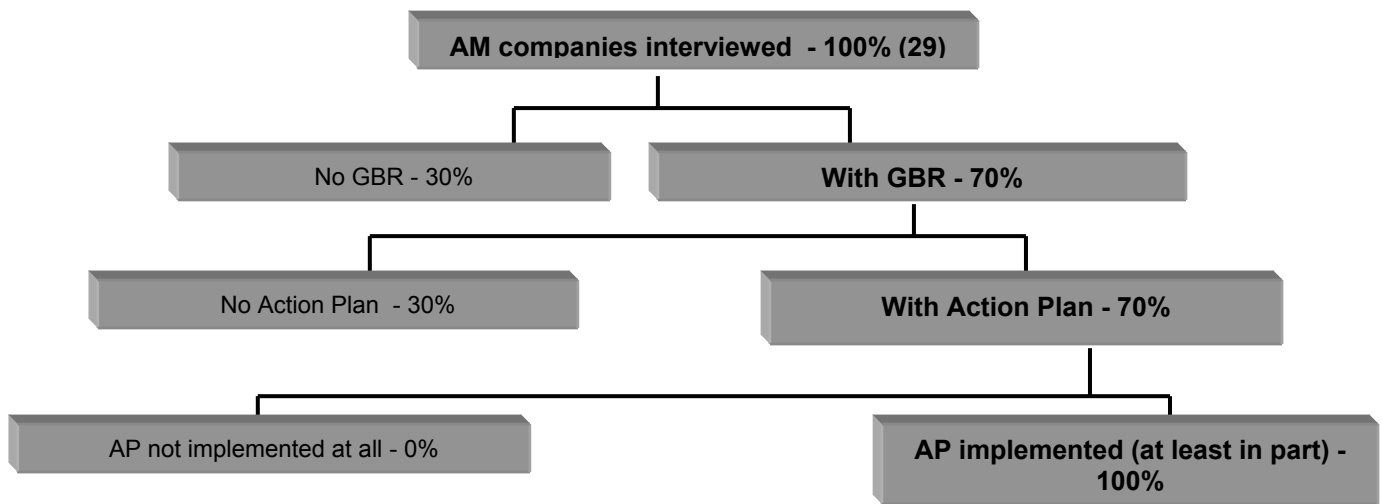 AM companies interviewed - 100% (29)
No GBR - 30%
With GBR - 70%
No Action Plan - 30%
With Action Plan - 70%
AP not implemented at all - 0%
AP implemented (at least in part) -
100%